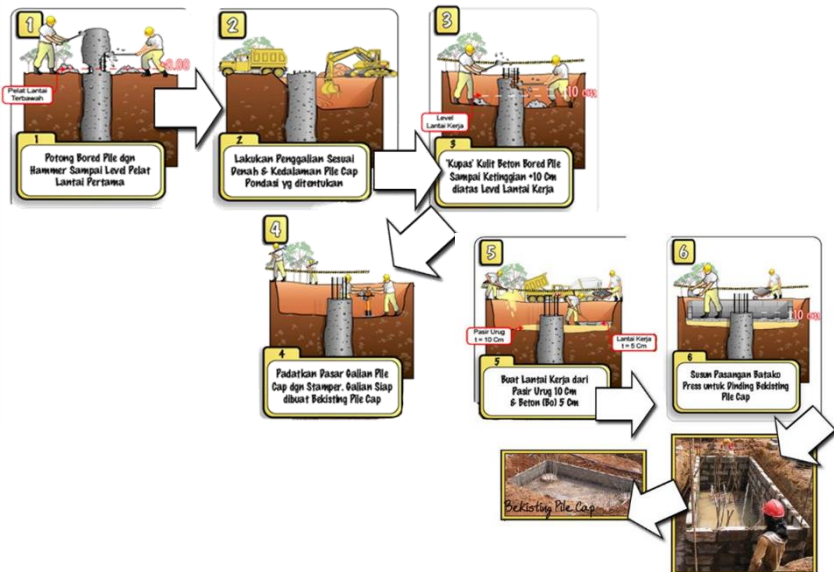 1
±0.00
Pelat Lantai
Terbawah
1
Potong Bored Pile dgn
Hammer Sampai Level Pelat
Lantai Pertama
2
2
Lakukan Penggalian Sesuai
Denah & Kedalaman Pile Cap
Pondasi yg ditentukan
3
+10 cm
Level
Lantai Kerja
3
'Kupas' Kulit Beton Bored Pile
Sampai Ketinggian +10 Cm
diatas Level Lantai Kerja
4
4
Padatkan Dasar Galian Pile
Cap dgn Stamper. Galian Siap
dibuat Bekisting Pile Cap
5
Pasir Urug
t = 10 Cm
Lantai Kerja
t = 5 Cm
5
Buat Lantai Kerja dari
Pasir Urug 10 Cm
& Beton (Bo) 5 Cm
6
10 cm
6
Susun Pasangan Batako
Press untuk Dinding Bekisting
Pile Cap
Bekisting Pile Cap